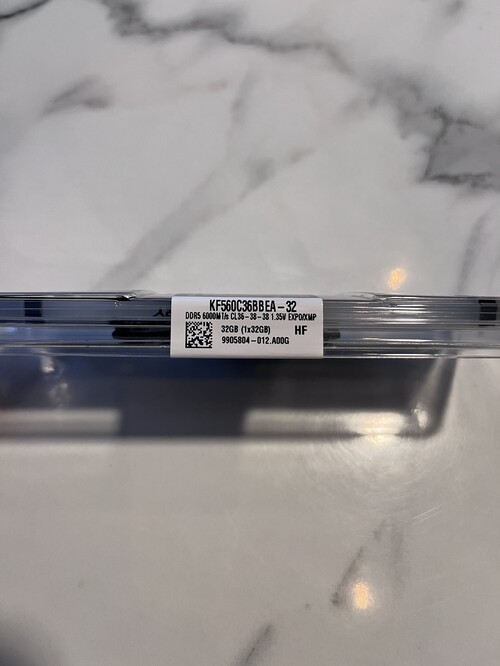 KF560C36BBEA-32
DDR5 6000MT/s CL36-38-38 1.35V EXPO/XMP
32GB (1x32GB) HF
9905804-012.A00G